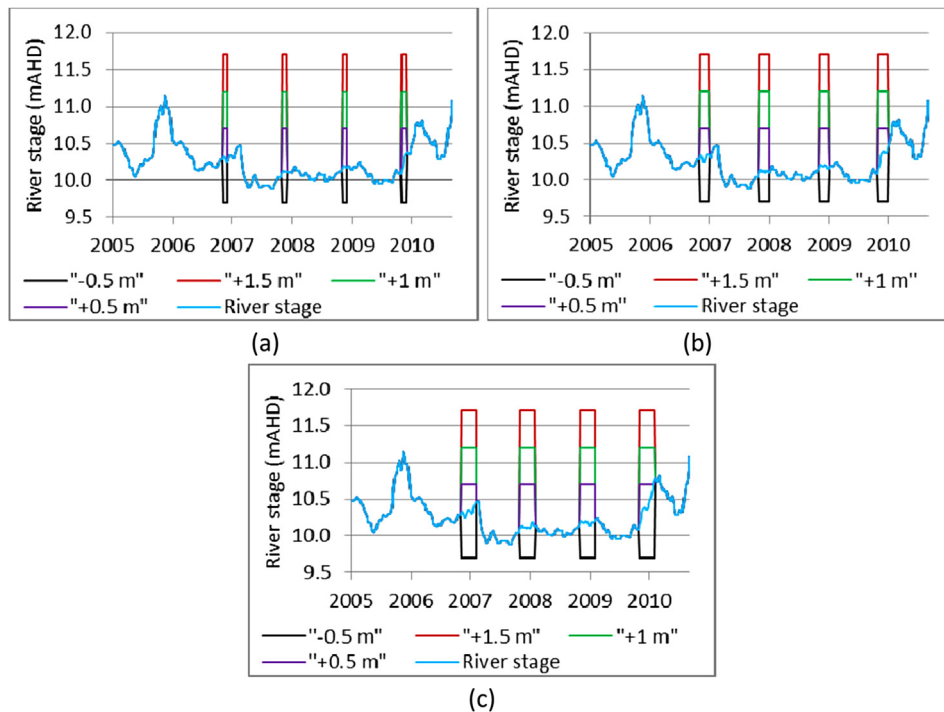 River stage (mAHD)
12.0
11.5
11.0
10.5
10.0
9.5
2005 2006 2007 2008 2009 2010
"-0.5 m" "+1.5 m" "+1 m"
"+0.5 m" River stage
(a)
River stage (mAHD)
12.0
11.5
11.0
10.5
10.0
9.5
2005 2006 2007 2008 2009 2010
"-0.5 m" "+1.5 m" "+1 m"
"+0.5 m" River stage
(b)
River stage (mAHD)
12.0
11.5
11.0
10.5
10.0
9.5
2005 2006 2007 2008 2009 2010
"-0.5 m" "+1.5 m" "+1 m"
"+0.5 m" River stage
(c)